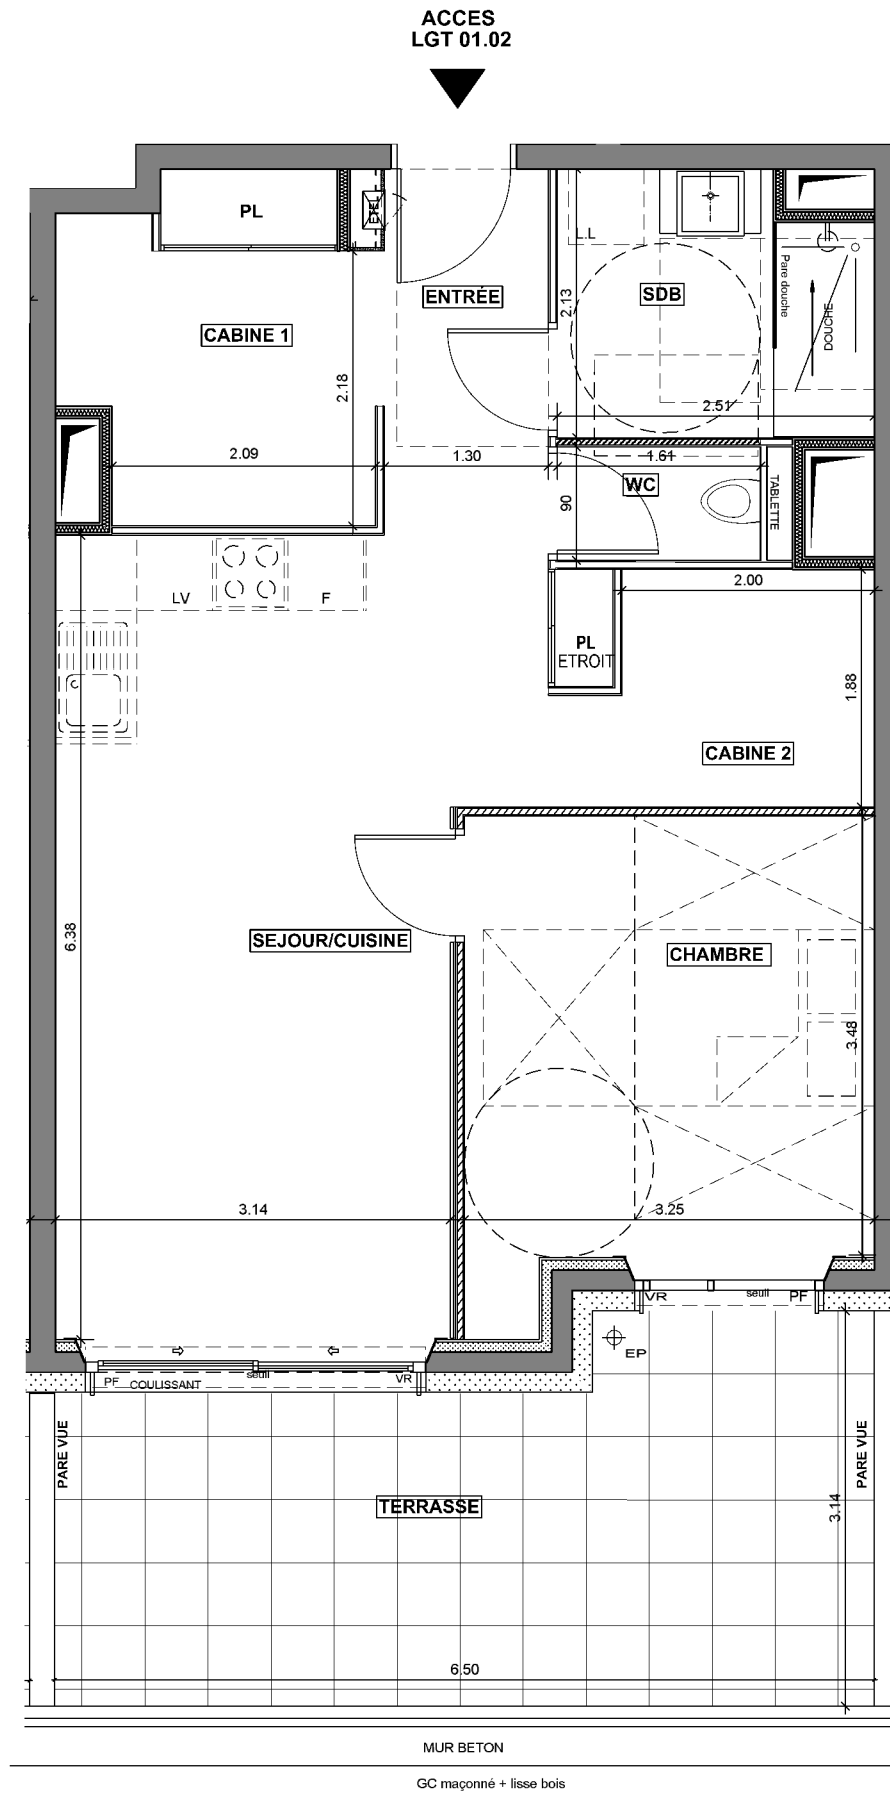 ACCES
LGT 01.02
PL
ETEL
L.L
ENTRÉE
SDB
2.13
Pare douche
DOUCHE
CABINE 1
2.18
2.51
2.09
1.30
1.61
WC
90
TABLETTE
LV
F
2.00
PL
ETROIT
1.88
CABINE 2
6.38
SEJOUR/CUISINE
CHAMBRE
3.48
3.14
3.25
VR
seuil
PF
EP
PF
COULISSANT
seuil
VR
PARE VUE
PARE VUE
TERRASSE
3.14
6.50
MUR BETON
GC maçonné + lisse bois